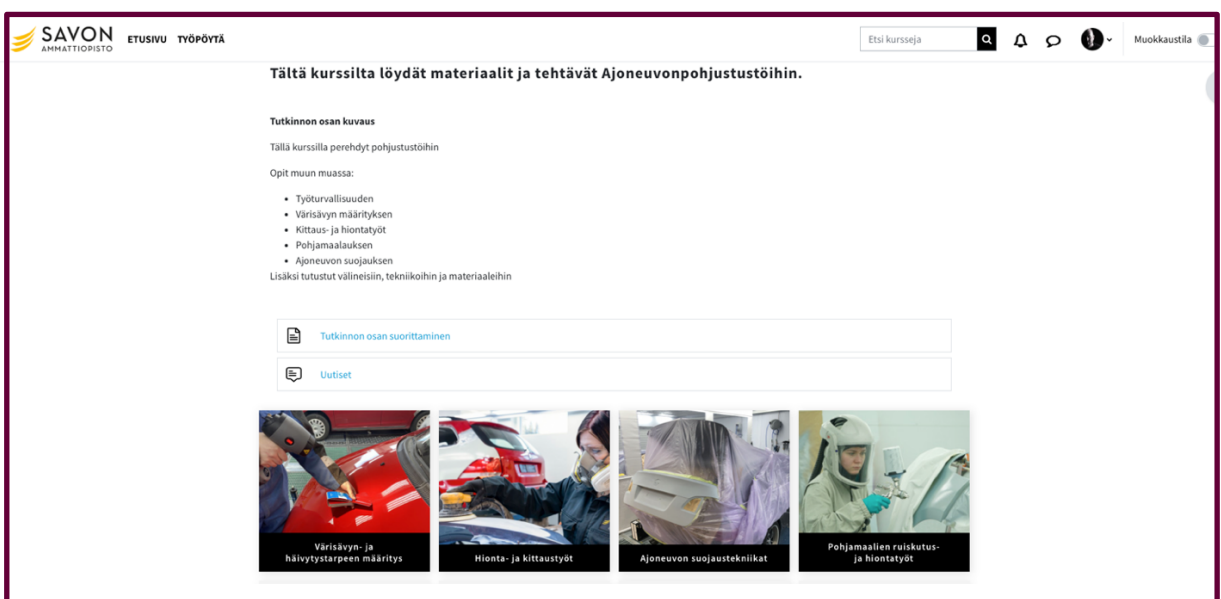 SAVON
AMMATTIOPISTO
ETUSIVU TYÖPÖYTÄ
Etsi kursseja
Muokkaustila
Tältä kurssilta löydät materiaalit ja tehtävät Ajoneuvonpohjustustöihin.
Tutkinnon osan kuvaus
Tällä kurssilla perehdyt pohjustustöihin
Opit muun muassa:
• Työturvallisuuden
• Värisävyn määrityksen
• Kittaus- ja hiontatyöt
• Pohjamaalauksen
• Ajoneuvon suojauksen
Lisäksi tutustut välineisiin, tekniikoihin ja materiaaleihin
Tutkinnon osan suorittaminen
Uutiset
Värisävyn- ja
häivytystarpeen määritys
Hionta- ja kittaustyöt
Ajoneuvon suojaustekniikat
Pohjamaalien ruiskutus-
ja hiontatyöt